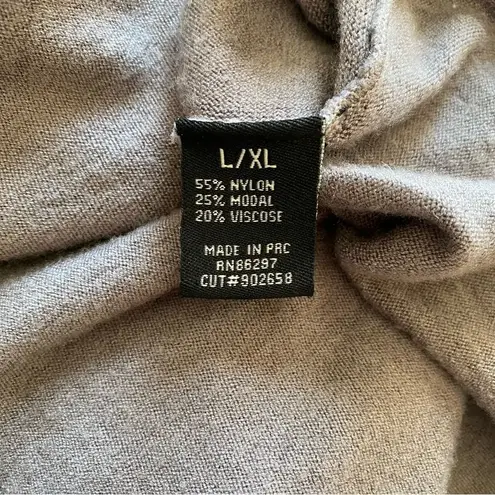 L/XL
55% NYLON
25% MODAL
20% VISCOSE
MADE IN PRC
RN86297
CUT#902658